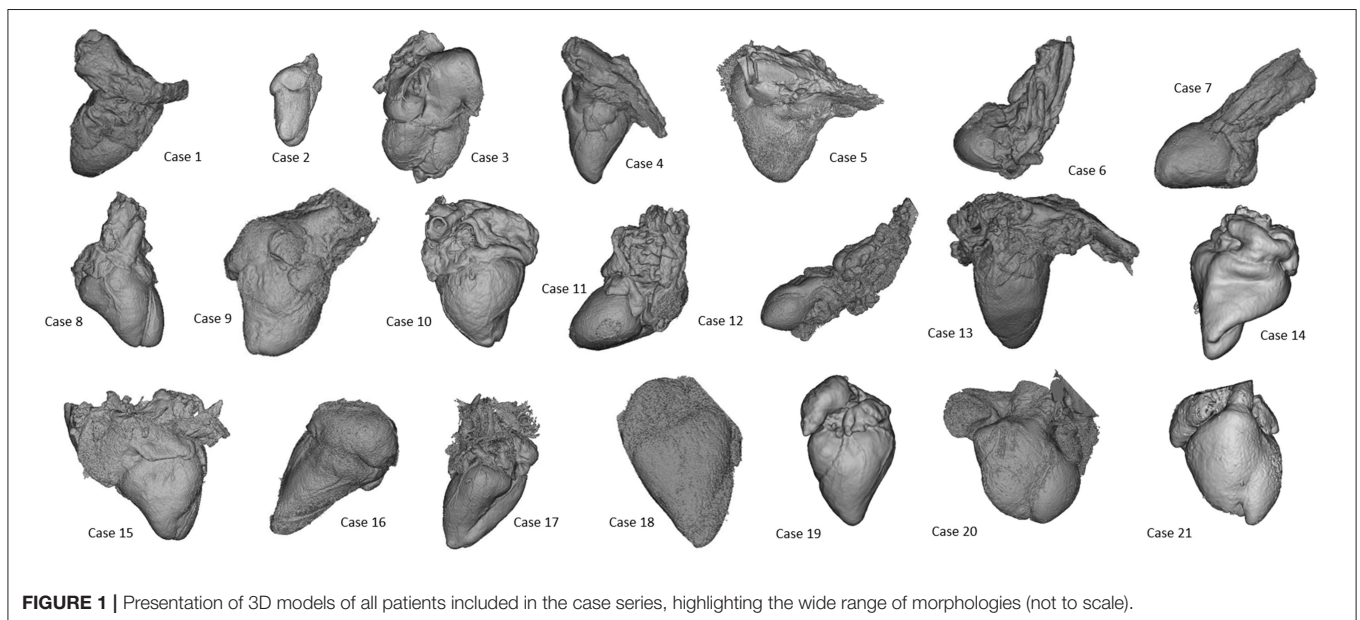 Case 1
Case 2
Case 3
Case 4
Case 5
Case 6
Case 7
Case 8
Case 9
Case 10
Case 11
Case 12
Case 13
Case 14
Case 15
Case 16
Case 17
Case 18
Case 19
Case 20
Case 21
FIGURE 1 | Presentation of 3D models of all patients included in the case series, highlighting the wide range of morphologies (not to scale).